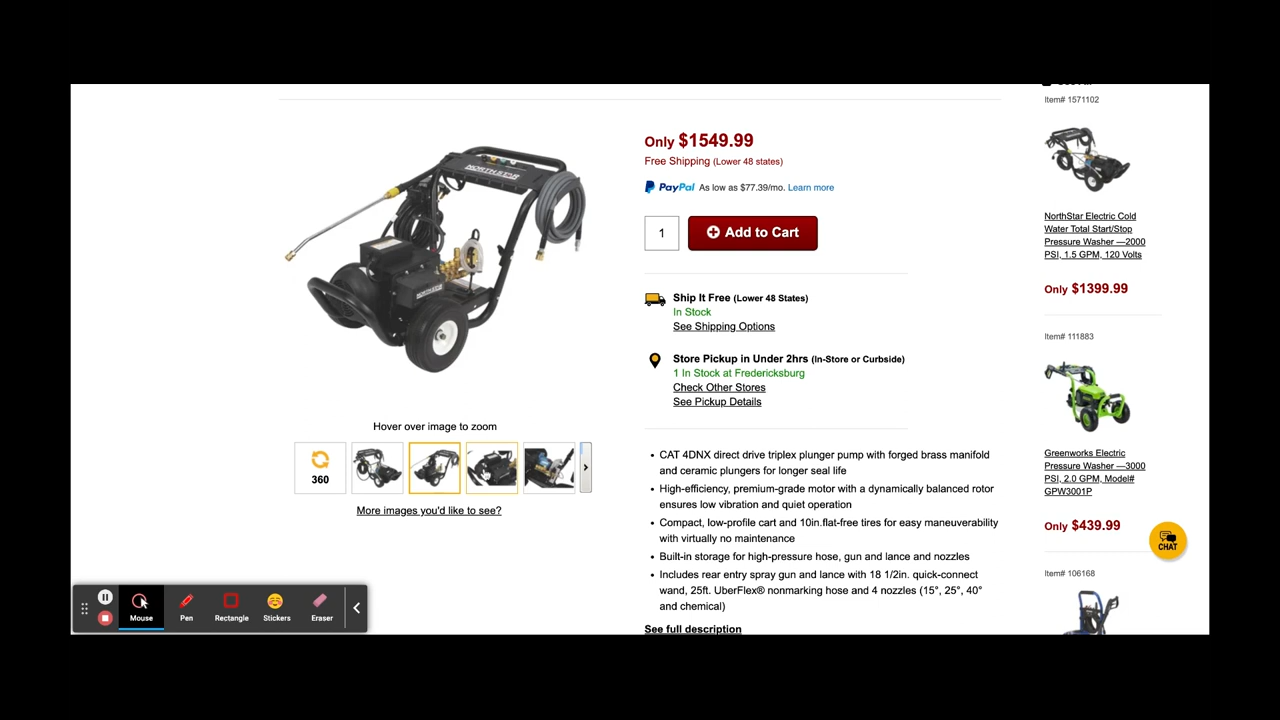 Item# 1571102
NORTHSTAR
NORTHSTAR
Only $1549.99
Free Shipping (Lower 48 states)
PayPal As low as $77.39/mo. Learn more
1
Add to Cart
Ship It Free (Lower 48 States)
In Stock
See Shipping Options
Store Pickup in Under 2hrs (In-Store or Curbside)
1 In Stock at Fredericksburg
Check Other Stores
See Pickup Details
Hover over image to zoom
360
More images you'd like to see?
• CAT 4DNX direct drive triplex plunger pump with forged brass manifold
and ceramic plungers for longer seal life
• High-efficiency, premium-grade motor with a dynamically balanced rotor
ensures low vibration and quiet operation
• Compact, low-profile cart and 10in.flat-free tires for easy maneuverability
with virtually no maintenance
• Built-in storage for high-pressure hose, gun and lance and nozzles
• Includes rear entry spray gun and lance with 18 1/2in. quick-connect
wand, 25ft. UberFlex® nonmarking hose and 4 nozzles (15°, 25°, 40°
and chemical)
See full description
NorthStar Electric Cold
Water Total Start/Stop
Pressure Washer —2000
PSI, 1.5 GPM, 120 Volts
Only $1399.99
Item# 111883
Greenworks Electric
Pressure Washer —3000
PSI, 2.0 GPM, Model#
GPW3001P
Only $439.99
CHAT
Item# 106168
Mouse
Pen
Rectangle
Stickers
Eraser